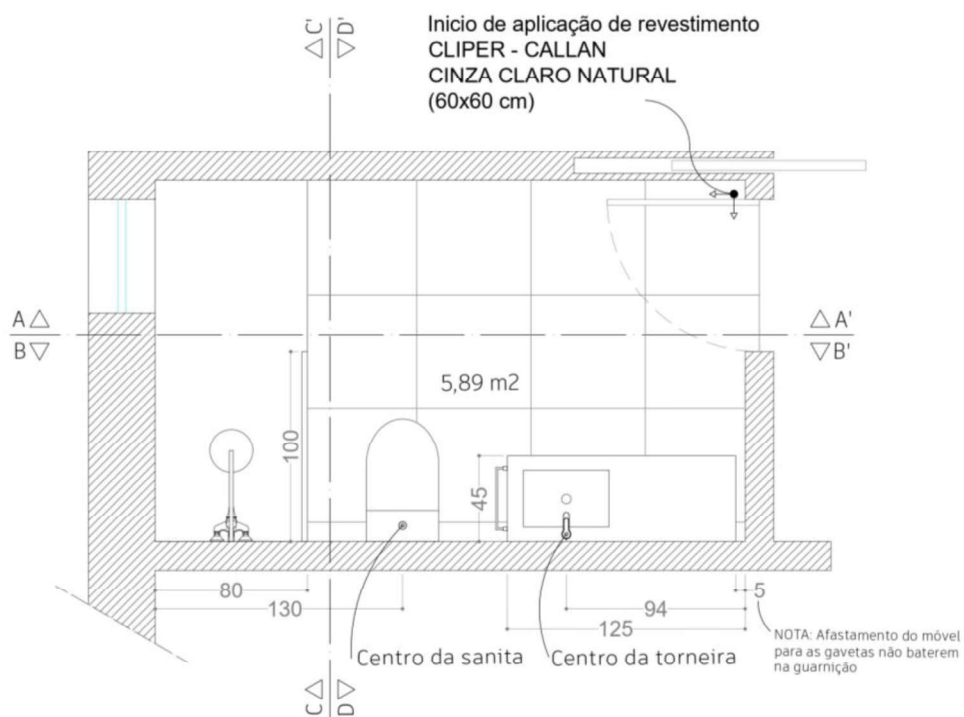 C'
D'
Inicio de aplicação de revestimento
CLIPER - CALLAN
CINZA CLARO NATURAL
(60x60 cm)
A
A'
B
B'
5,89 m2
100
45
80
130
94
5
125
Centro da sanita
Centro da torneira
NOTA: Afastamento do móvel
para as gavetas não baterem
na guarnição
C
D